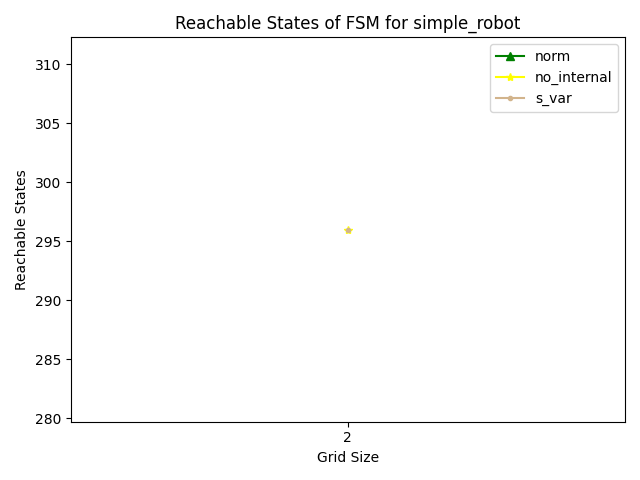 Reachable States of FSM for simple_robot
norm
no_internal
s_var
310
305
300
295
290
285
280
Reachable States
2
Grid Size